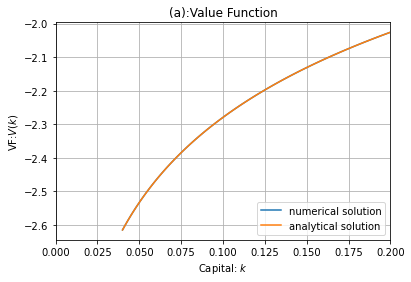 (a):Value Function
−2.0
−2.1
−2.2
−2.3
−2.4
−2.5
−2.6
VF:V(k)
numerical solution
analytical solution
0.000 0.025 0.050 0.075 0.100 0.125 0.150 0.175 0.200
Capital: k